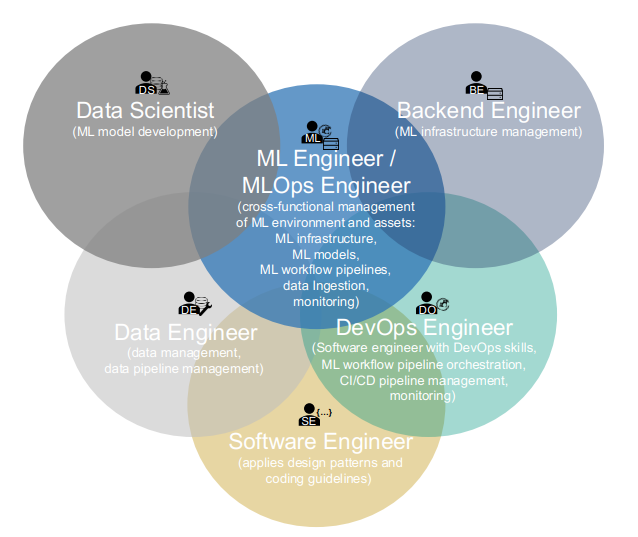 DS
Data Scientist
(ML model development)
BE
Backend Engineer
(ML infrastructure management)
ML
ML Engineer /
MLOps Engineer
(cross-functional management
of ML environment and assets:
ML infrastructure,
ML models,
ML workflow pipelines,
data Ingestion,
monitoring)
DE
Data Engineer
(data management,
data pipeline management)
DO
DevOps Engineer
(Software engineer with DevOps skills,
ML workflow pipeline orchestration,
CI/CD pipeline management,
monitoring)
SE
{...}
Software Engineer
(applies design patterns and
coding guidelines)